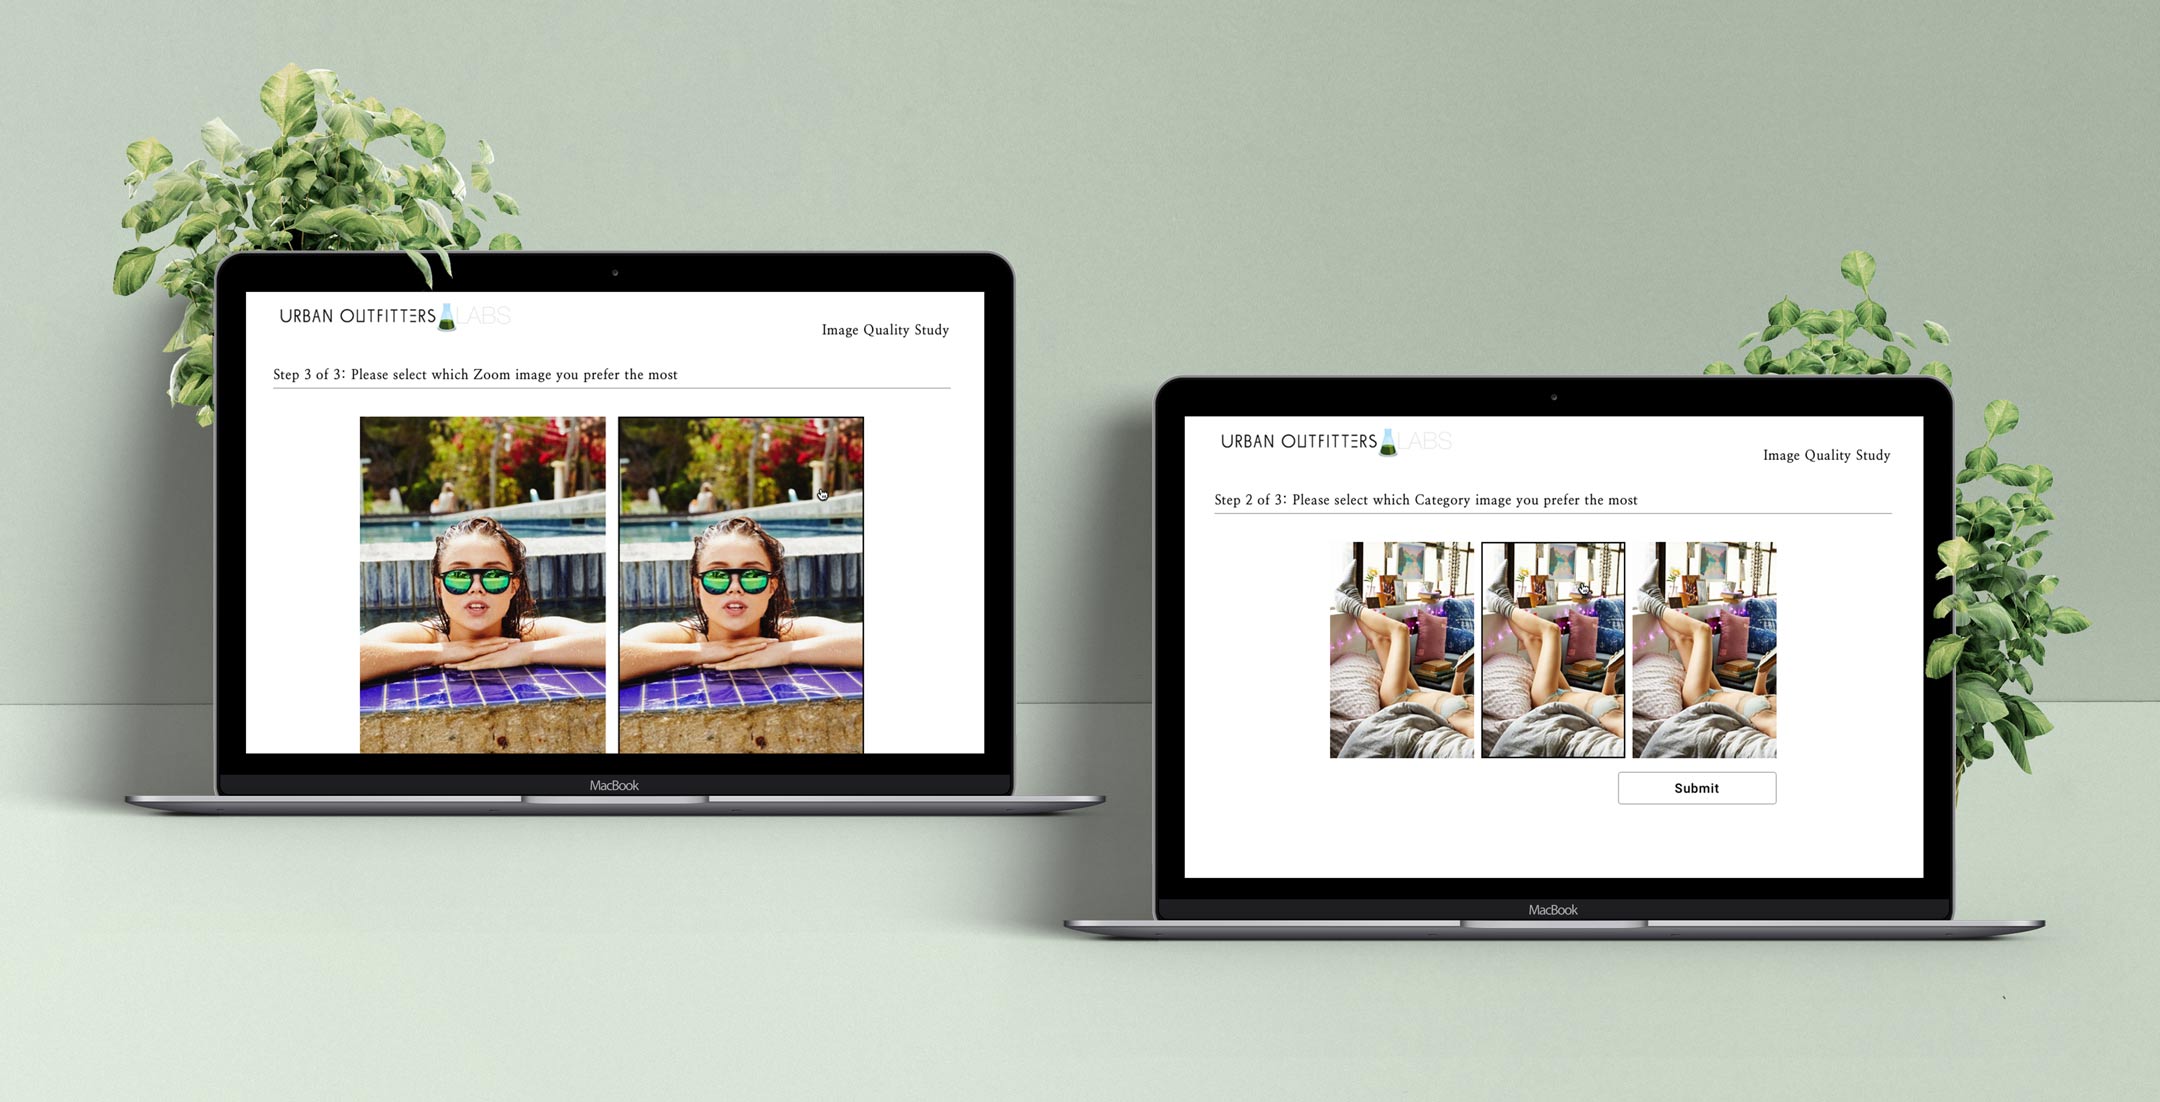 URBAN OUTFITTERS LABS
Image Quality Study
Step 3 of 3: Please select which Zoom image you prefer the most
MacBook
URBAN OUTFITTERS LABS
Image Quality Study
Step 2 of 3: Please select which Category image you prefer the most
Submit
MacBook